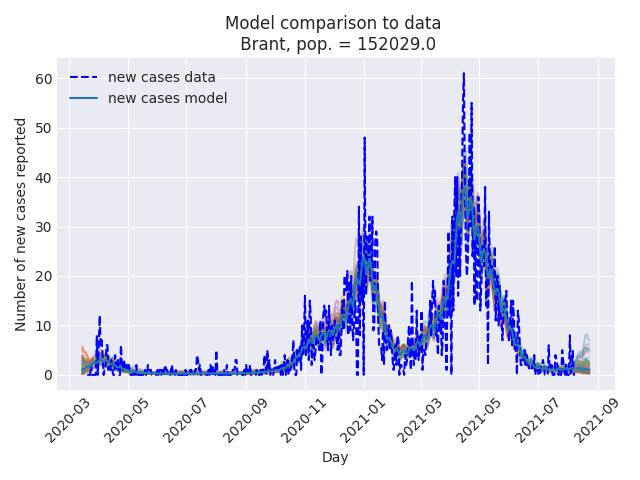 Model comparison to data
Brant, pop. = 152029.0
new cases data
new cases model
Number of new cases reported
60
50
40
30
20
10
0
2020-03
2020-05
2020-07
2020-09
2020-11
2021-01
2021-03
2021-05
2021-07
2021-09
Day